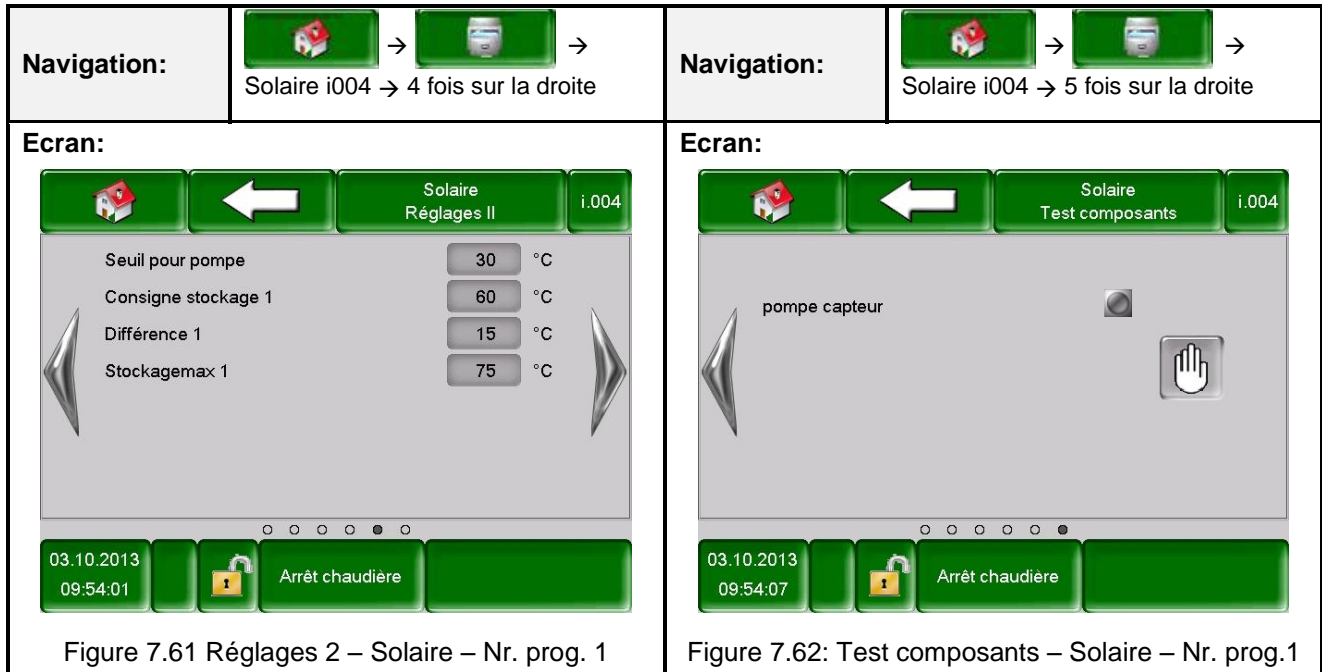 Navigation:
→ →
Solaire i004 → 4 fois sur la droite
Ecran:
Solaire
Réglages II
i.004
Seuil pour pompe 30 °C
Consigne stockage 1 60 °C
Différence 1 15 °C
Stockagemax 1 75 °C
03.10.2013
09:54:01
Arrêt chaudière
Figure 7.61 Réglages 2 – Solaire – Nr. prog. 1
Navigation:
→ →
Solaire i004 → 5 fois sur la droite
Ecran:
Solaire
Test composants
i.004
pompe capteur
03.10.2013
09:54:07
Arrêt chaudière
Figure 7.62: Test composants – Solaire – Nr. prog.1